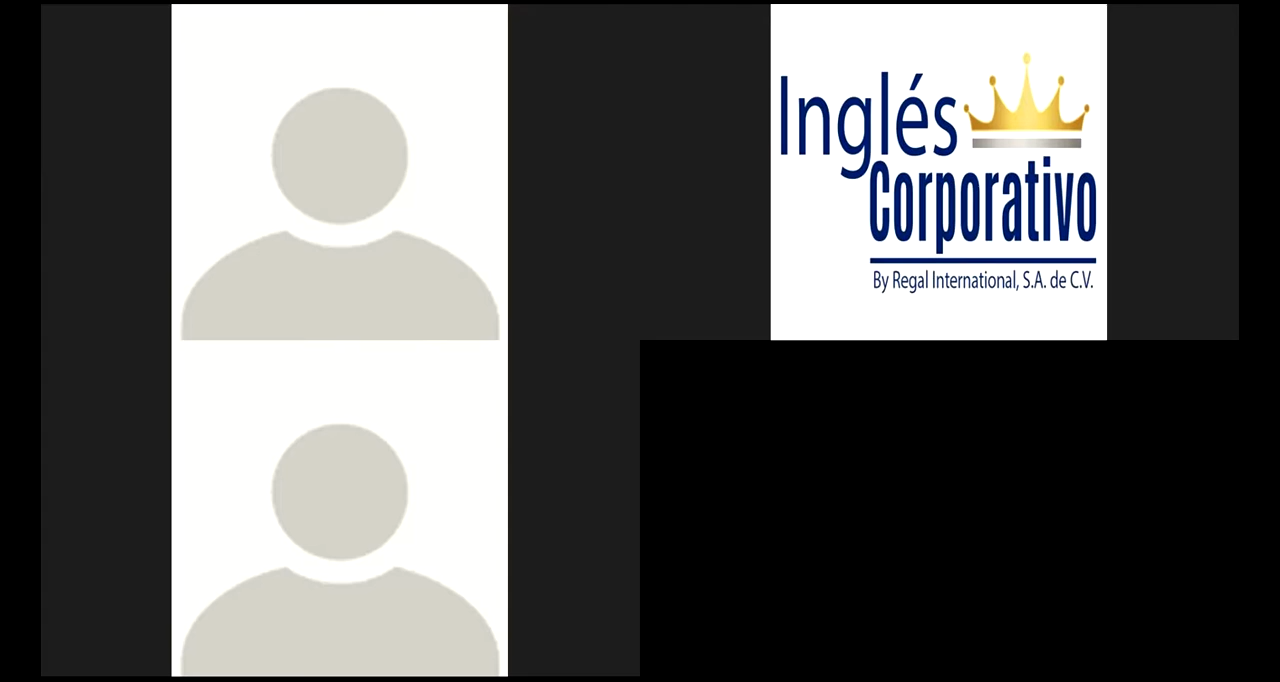 Inglés
Corporativo
By Regal International, S.A. de C.V.